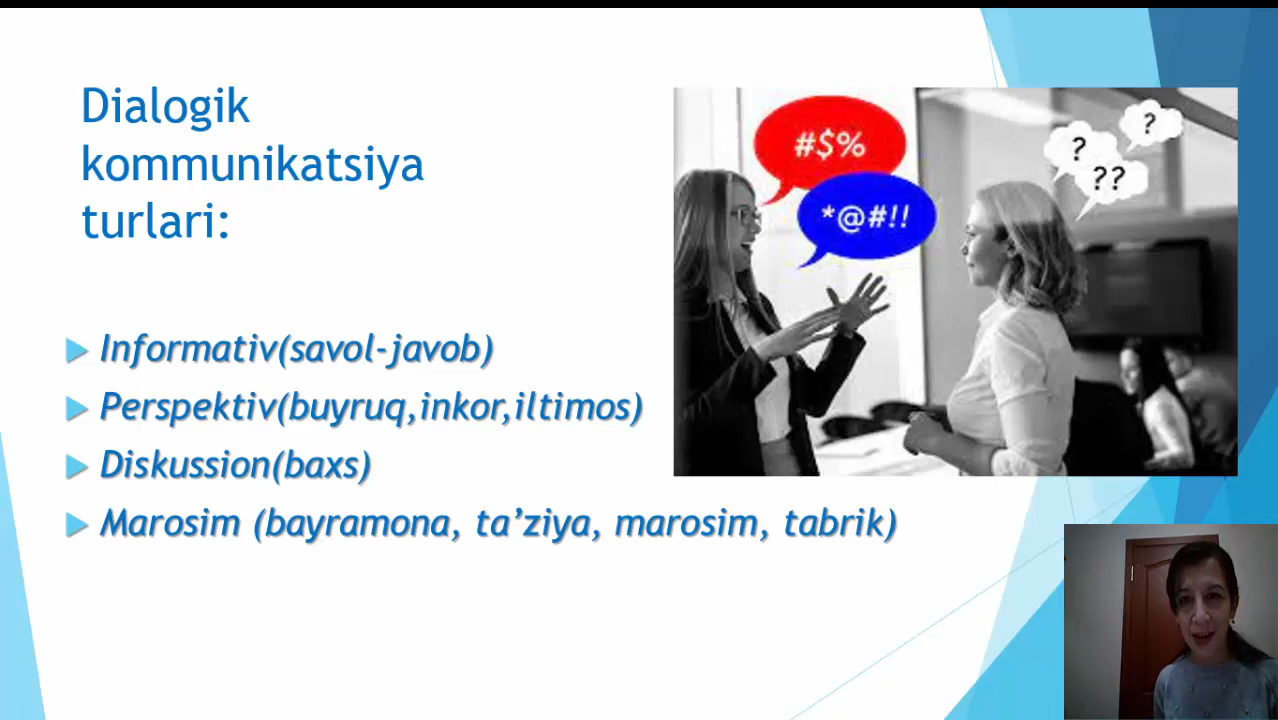 Dialogik
kommunikatsiya
turlari:
#$%
*@#!!
?
?
??
Informativ(savol-javob)
Perspektiv(buyruq,inkor,iltimos)
Diskussion(baxs)
Marosim (bayramona, ta’ziya, marosim, tabrik)